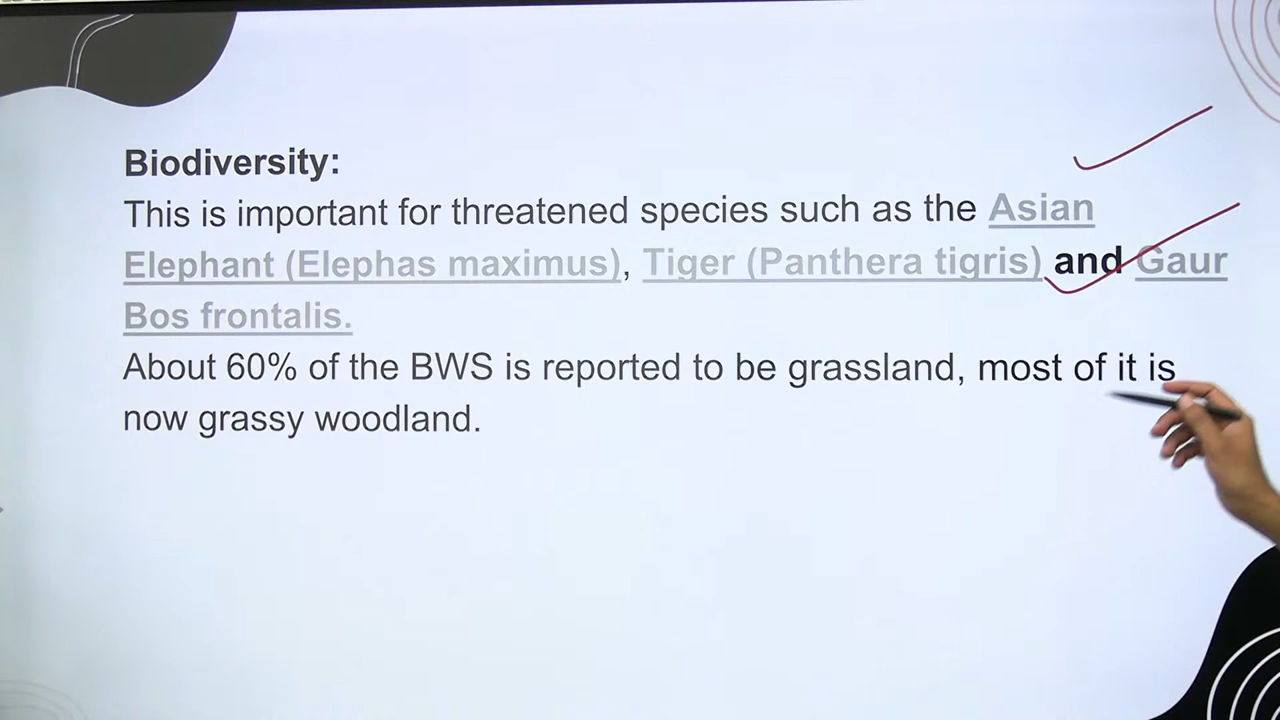 Biodiversity:
This is important for threatened species such as the Asian
Elephant (Elephas maximus), Tiger (Panthera tigris) and Gaur
Bos frontalis.
About 60% of the BWS is reported to be grassland, most of it is
now grassy woodland.